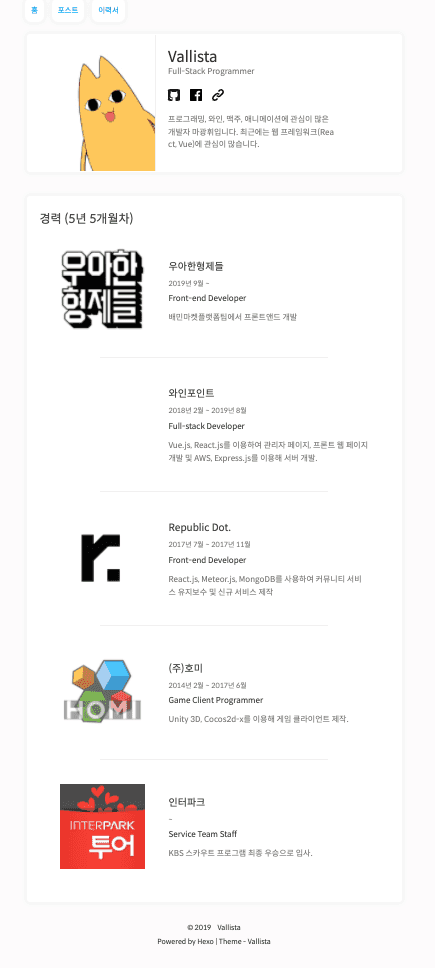 홈 포스트 이력서
Vallista
Full-Stack Programmer
프로그래밍, 와인, 맥주, 애니메이션에 관심이 많은
개발자 마광휘입니다. 최근에는 웹 프레임워크(Rea
ct, Vue)에 관심이 많습니다.
경력 (5년 5개월차)
우아한
형제들
우아한형제들
2019년 9월 ~
Front-end Developer
배민마켓플랫폼팀에서 프론트앤드 개발
와인포인트
2018년 2월 ~ 2019년 8월
Full-stack Developer
Vue.js, React.js를 이용하여 관리자 페이지, 프론트 웹 페이지
개발 및 AWS, Express.js를 이용해 서버 개발.
r.
Republic Dot.
2017년 7월 ~ 2017년 11월
Front-end Developer
React.js, Meteor.js, MongoDB를 사용하여 커뮤니티 서비
스 유지보수 및 신규 서비스 제작
HOMI
(주)호미
2014년 2월 ~ 2017년 6월
Game Client Programmer
Unity 3D, Cocos2d-x를 이용해 게임 클라이언트 제작.
INTERPARK
투어
인터파크
~
Service Team Staff
KBS 스카우트 프로그램 최종 우승으로 입사.
© 2019 Vallista
Powered by Hexo | Theme - Vallista